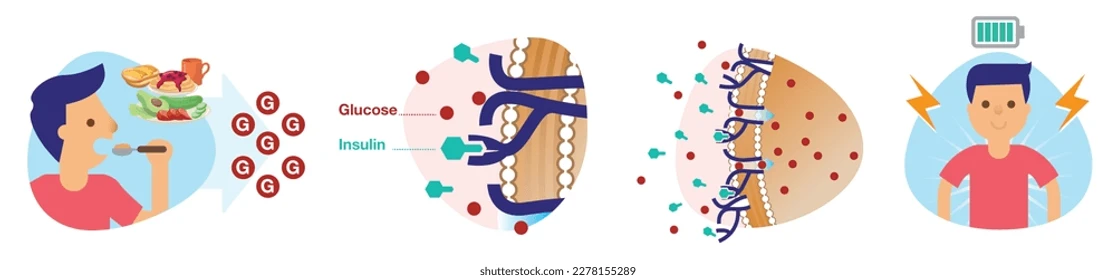 G
G G
G
G G
G
Glucose
Insulin
shutterstock.com · 2278155289